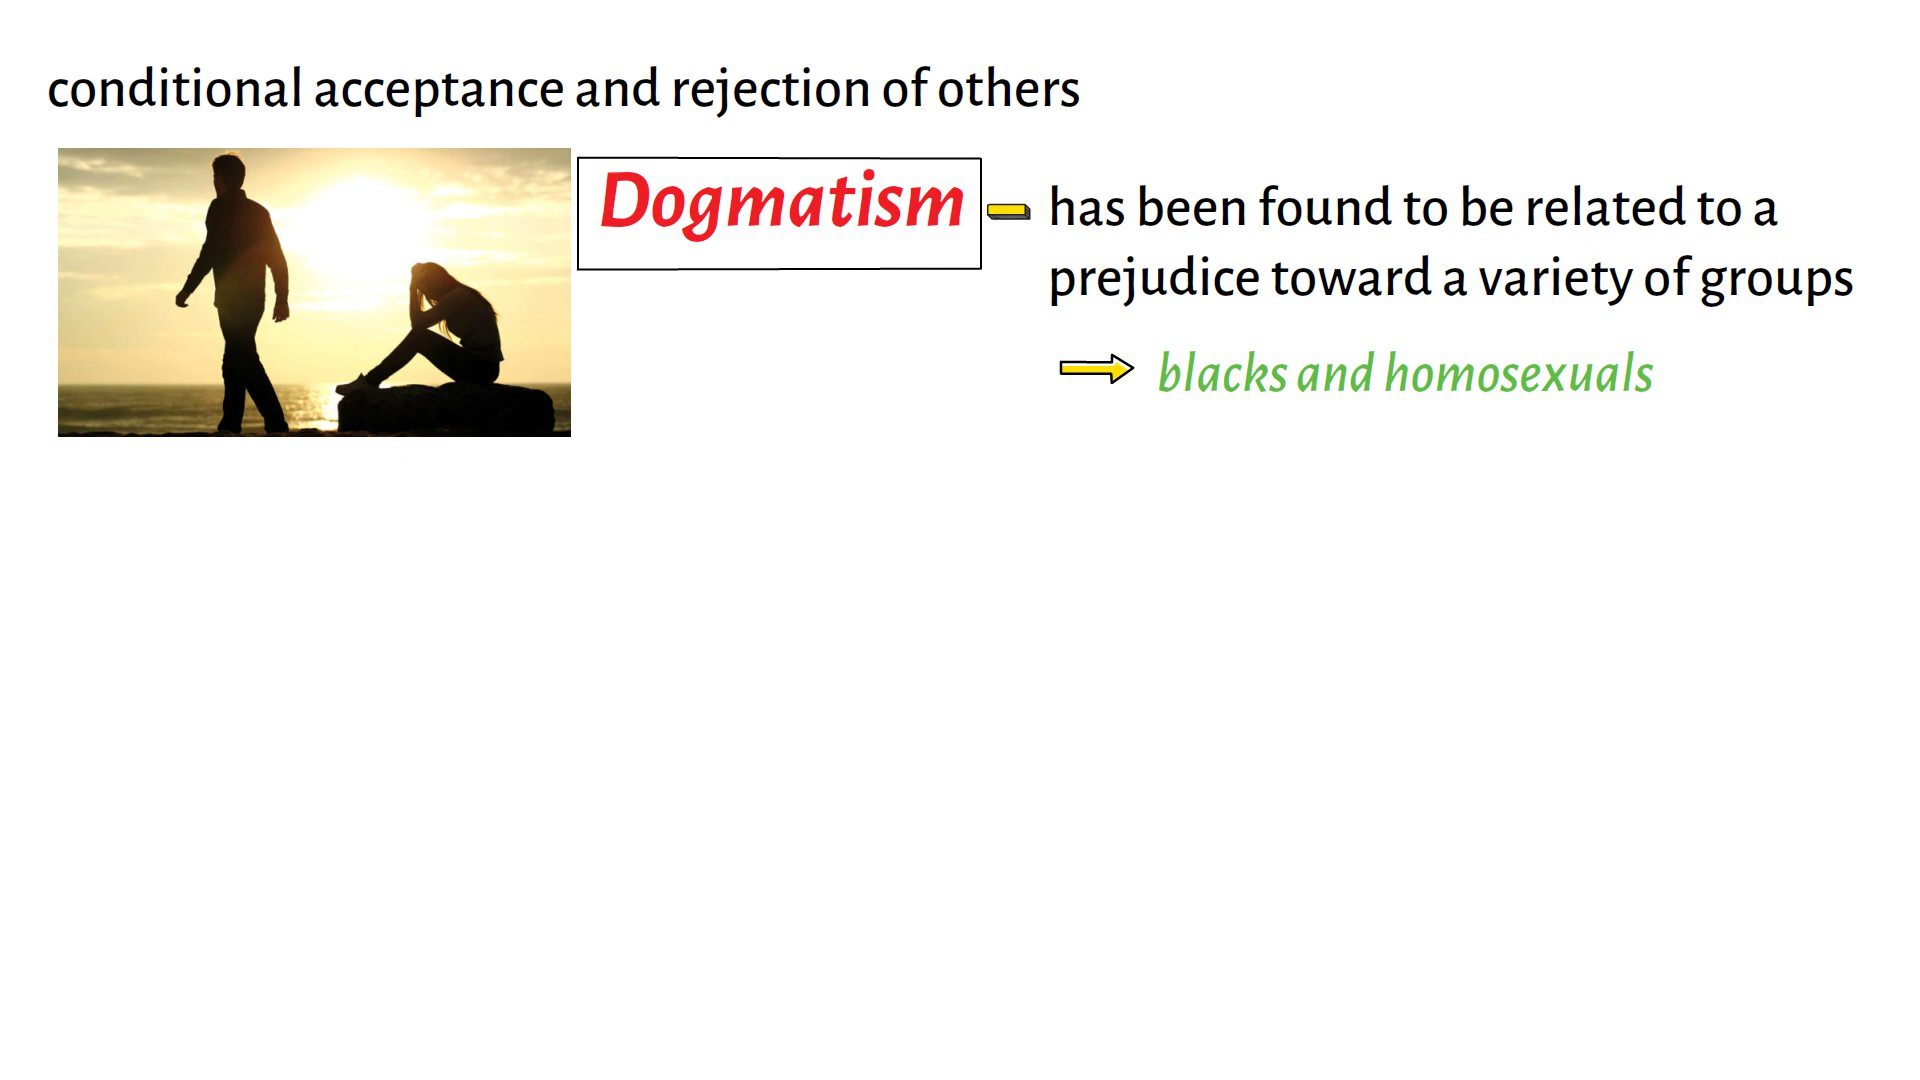 conditional acceptance and rejection of others
Dogmatism
has been found to be related to a
prejudice toward a variety of groups
blacks and homosexuals